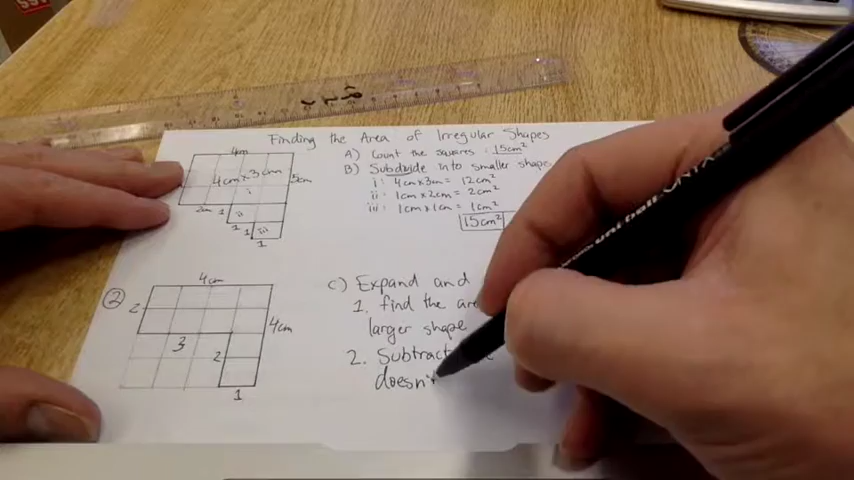 Finding the Area of Irregular Shapes
A) Count the squares : 15cm²
B) Subdivide into smaller shapes
i: 4cm x 3cm = 12cm²
ii: 1cm x 2cm = 2cm²
iii: 1cm x 1cm = 1cm²
15cm²
4cm
4cm x 3cm
5cm
i
2cm
1
ii
1
1
iii
1
②
4cm
2
4cm
3
2
1
c) Expand and
1. find the
larger shape
2. Subtract
doesn't
uni-ball